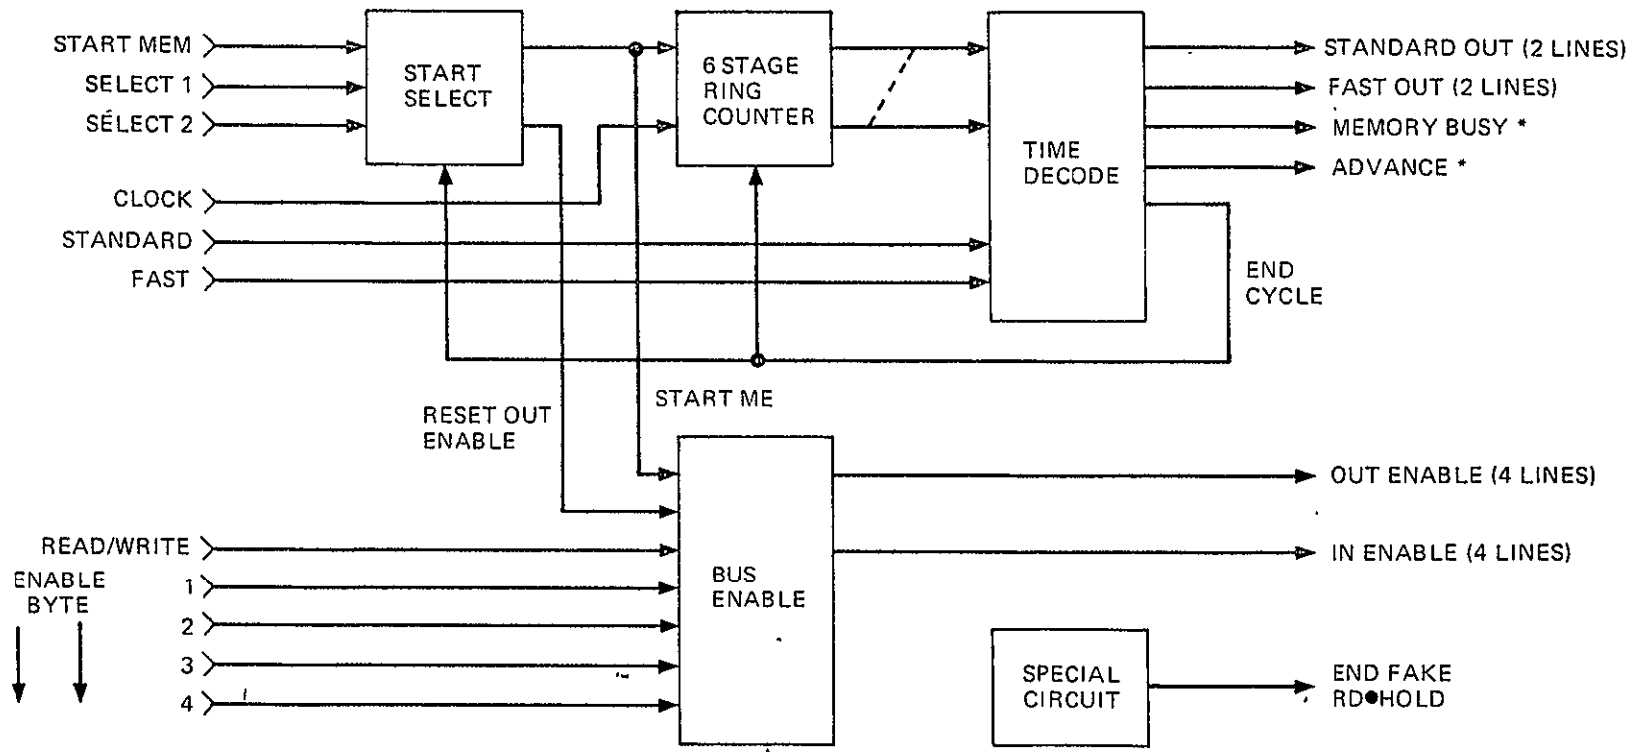 START MEM
SELECT 1
SÉLECT 2
CLOCK
STANDARD
FAST
START
SELECT
6 STAGE
RING
COUNTER
TIME
DECODE
STANDARD OUT (2 LINES)
FAST OUT (2 LINES)
MEMORY BUSY *
ADVANCE *
END
CYCLE
START ME
RESET OUT
ENABLE
READ/WRITE
ENABLE
BYTE
1
2
3
4
BUS
ENABLE
OUT ENABLE (4 LINES)
IN ENABLE (4 LINES)
SPECIAL
CIRCUIT
END FAKE
RD●HOLD